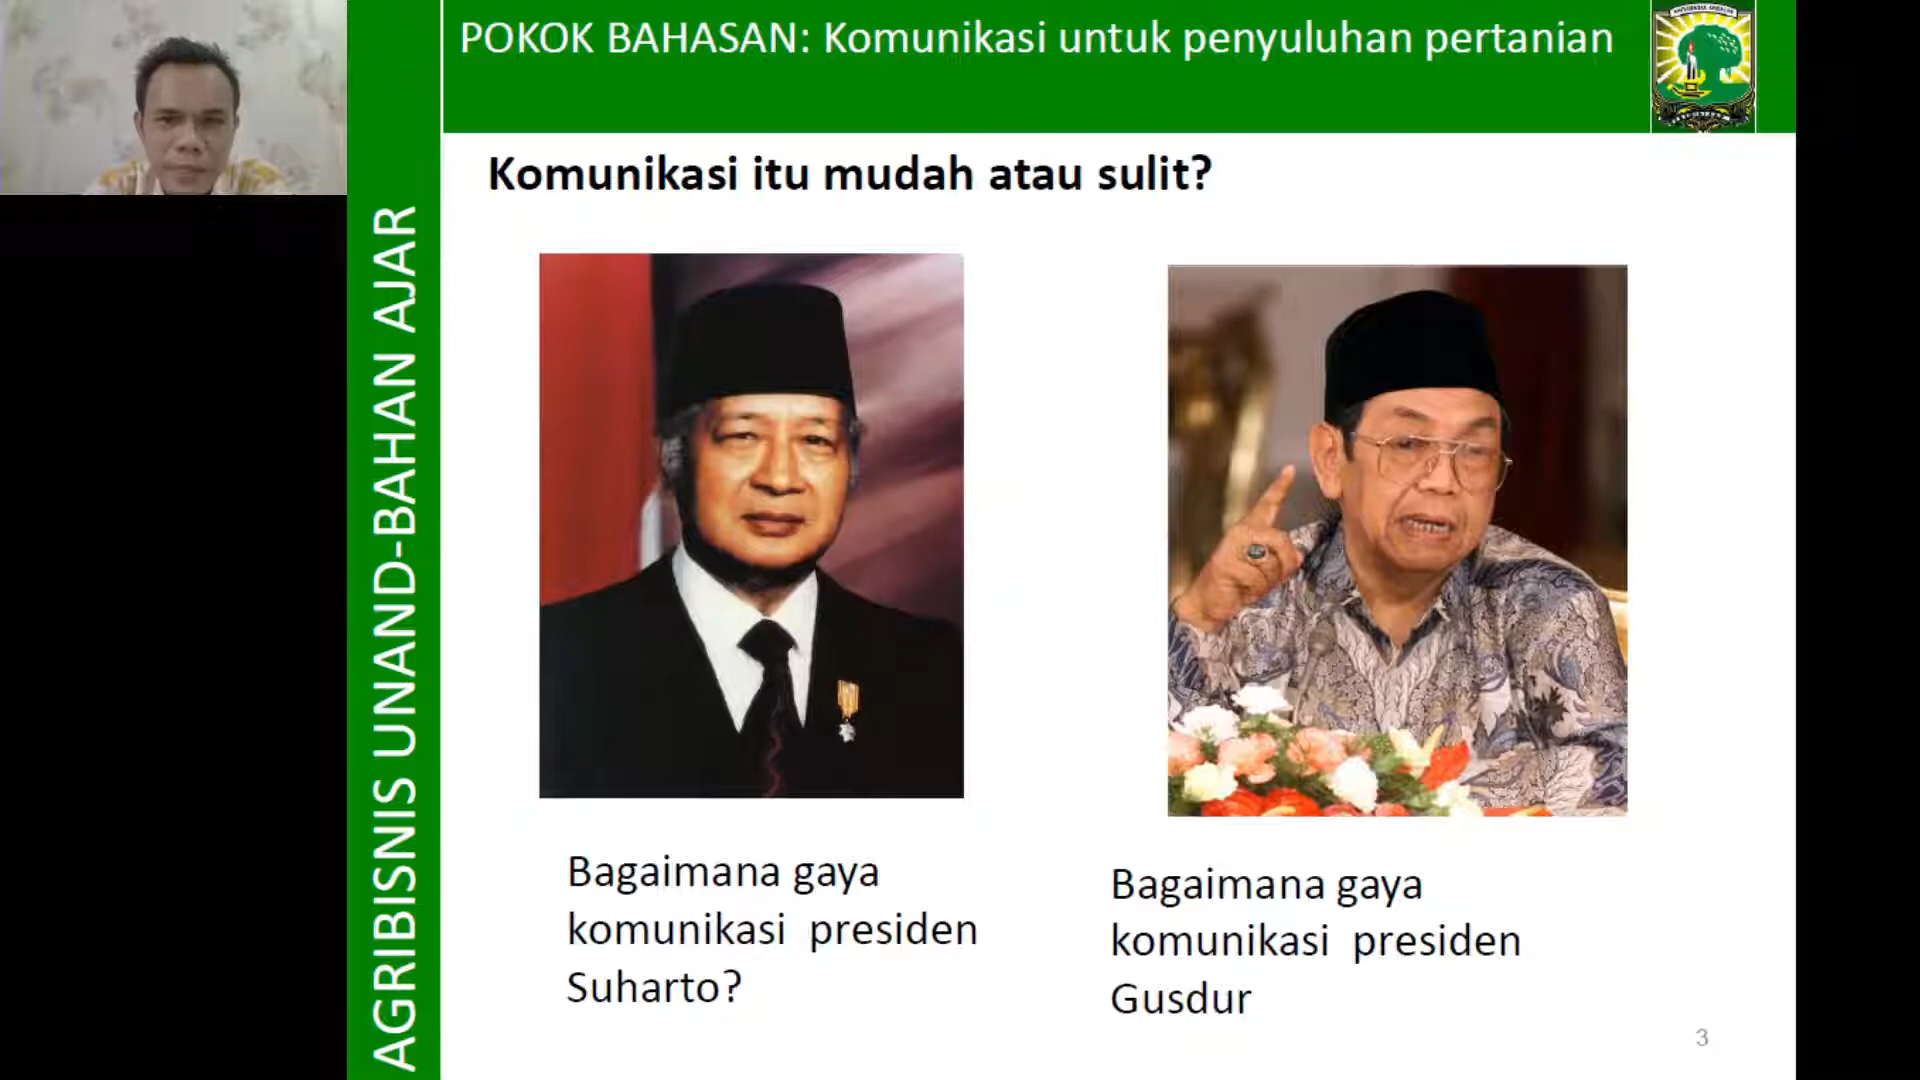 POKOK BAHASAN: Komunikasi untuk penyuluhan pertanian
AGRIBISNIS UNAND-BAHAN AJAR
Komunikasi itu mudah atau sulit?
Bagaimana gaya
komunikasi presiden
Suharto?
Bagaimana gaya
komunikasi presiden
Gusdur
3